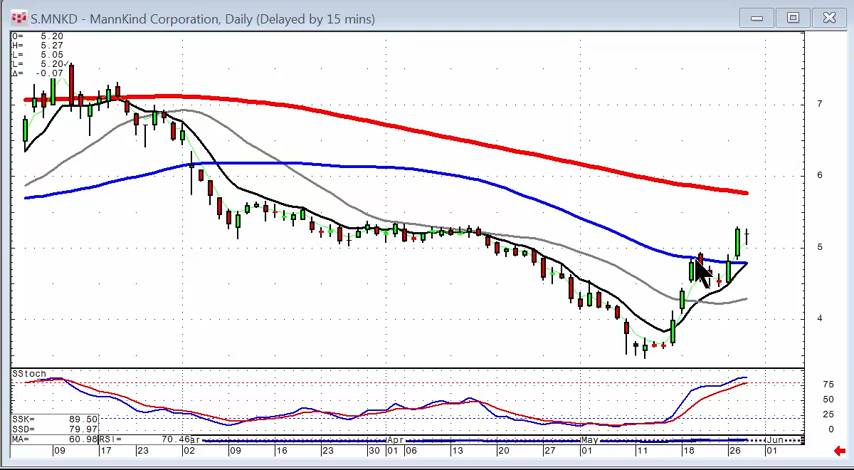 S.MNKD - MannKind Corporation, Daily (Delayed by 15 mins)
O= 5.20
H= 5.27
L= 5.05
L= 5.20✓
Δ= -0.07
7
6
5
4
SStoch
75
50
25
0
SSK= 89.50
SSD= 79.97
MA= 60.98 RSI= 70.46 ar Apr May Jun
09 17 23 02 09 16 23 30 01 06 13 20 01 11 18 26 01